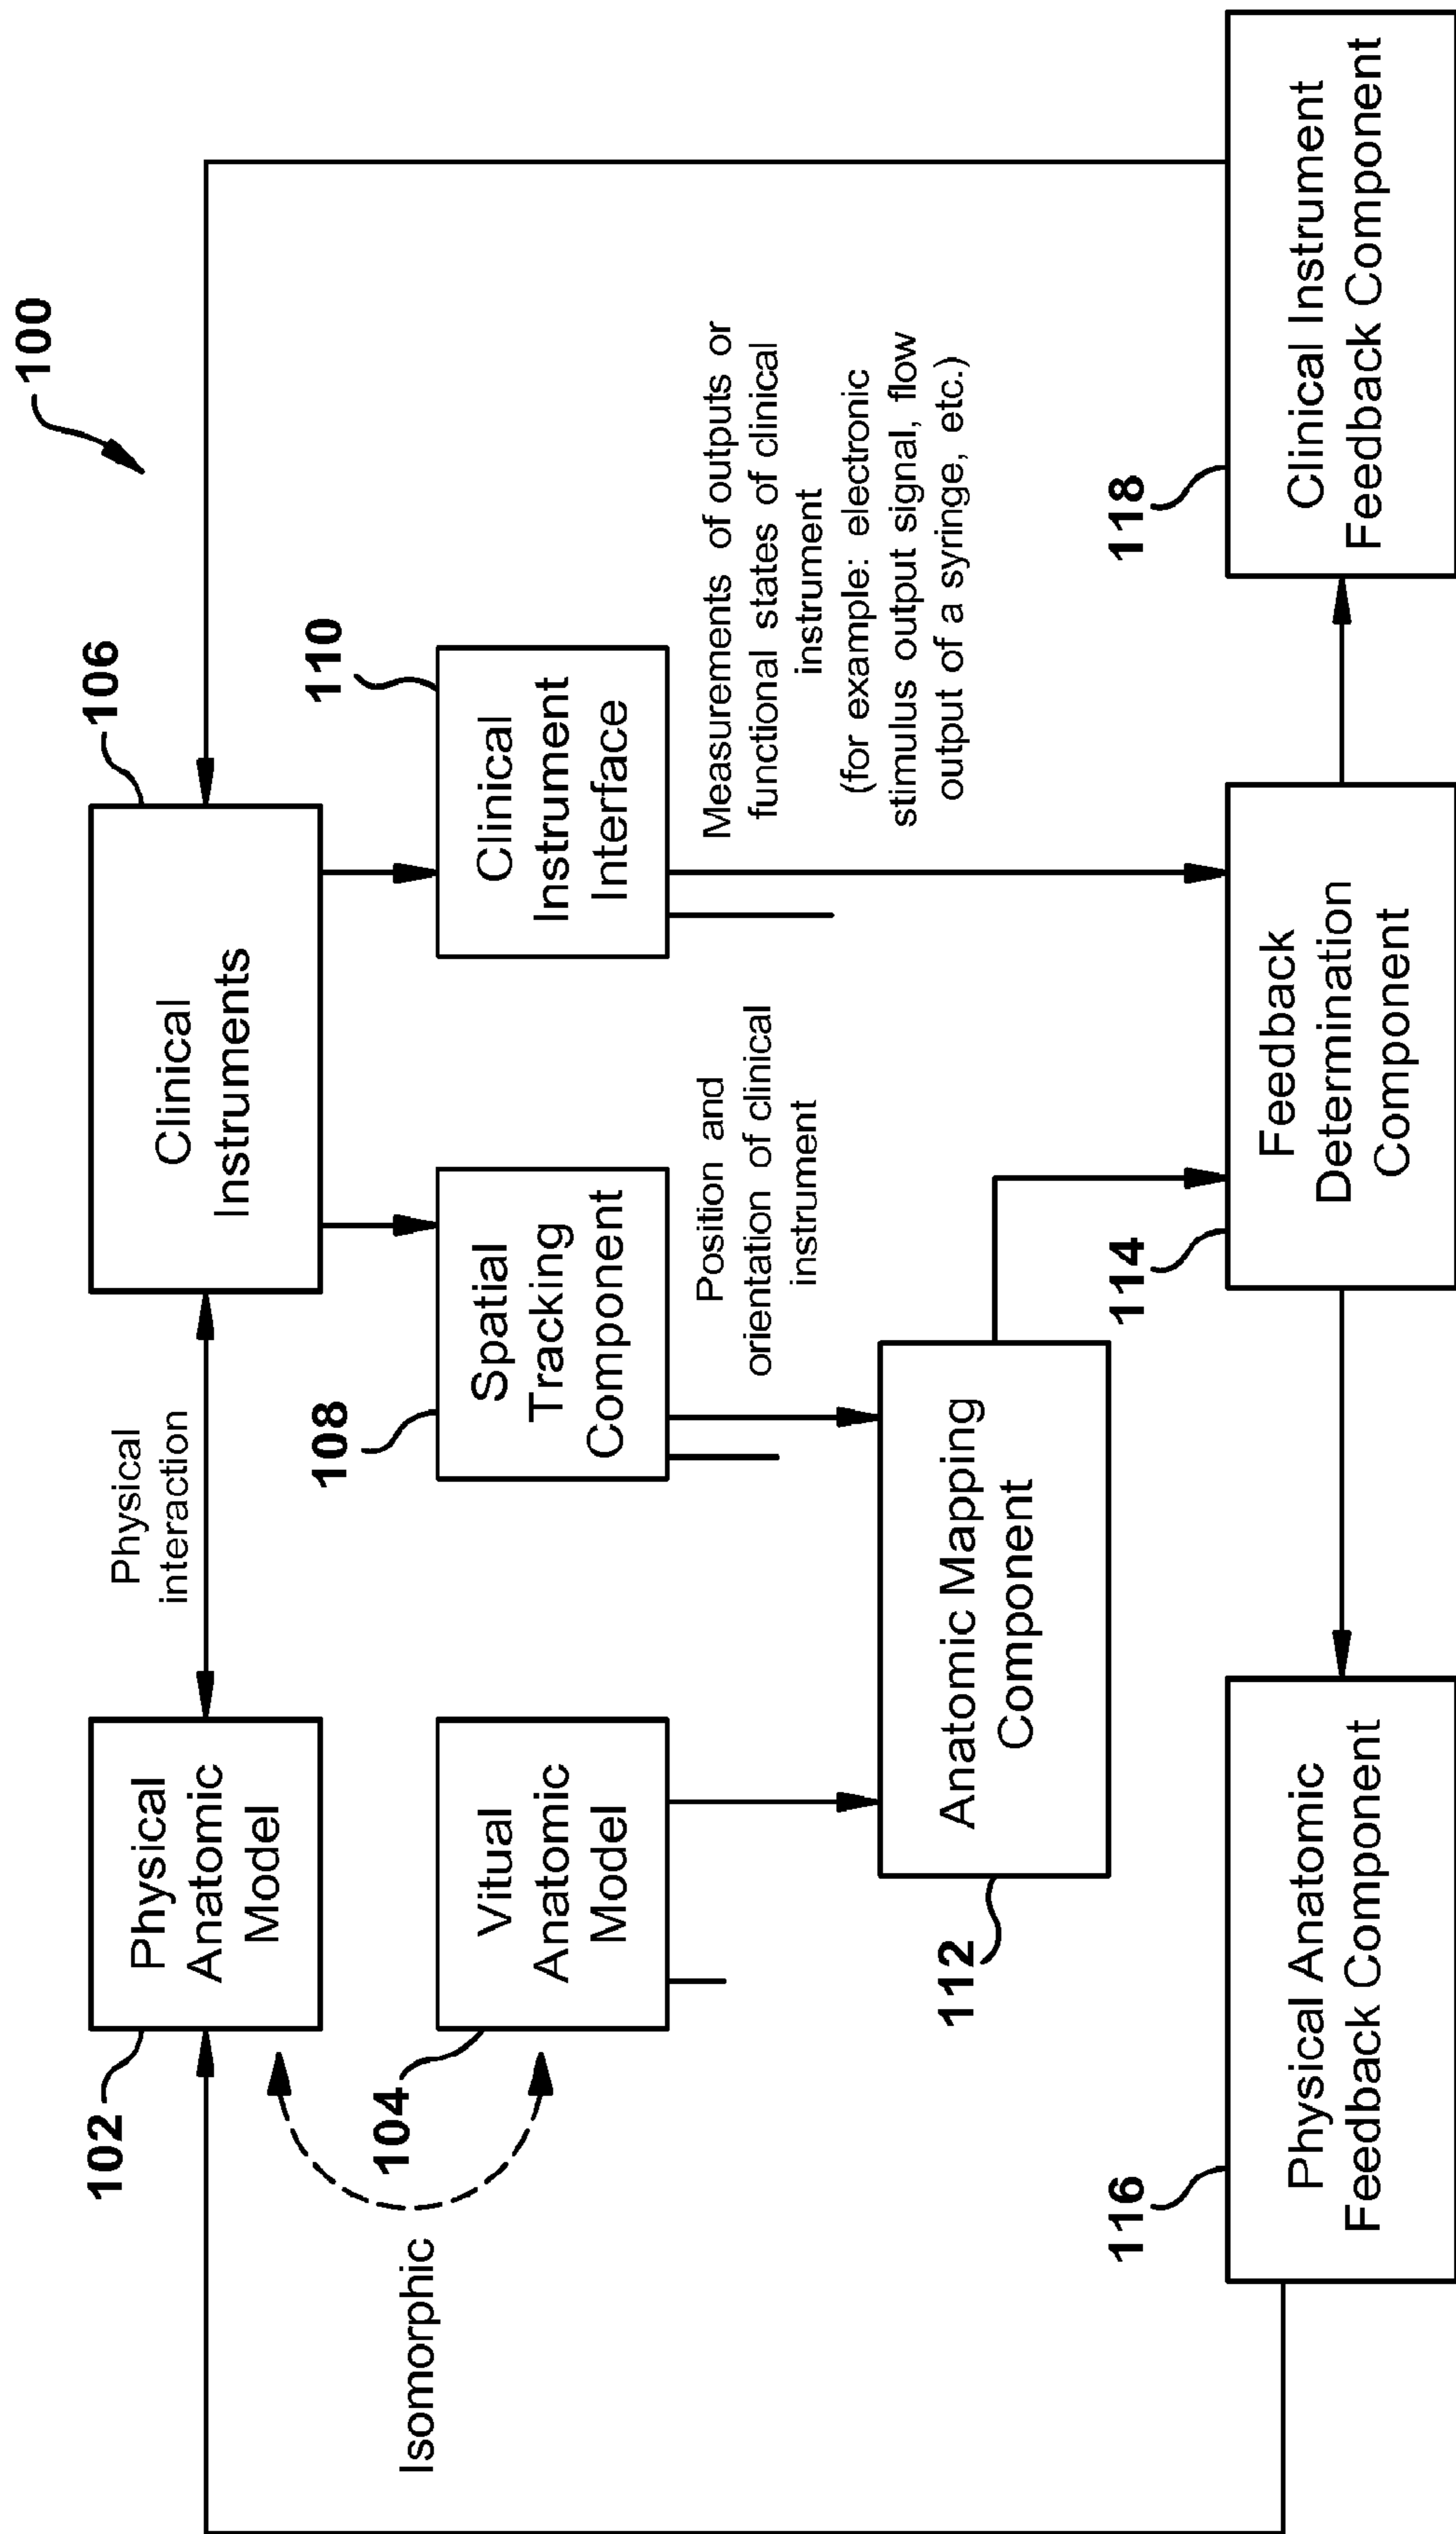 100
102
Physical
Anatomic
Model
Physical
interaction
106
Clinical
Instruments
Isomorphic
104
Vitual
Anatomic
Model
108
Spatial
Tracking
Component
110
Clinical
Instrument
Interface
Position and
orientation of clinical
instrument
Measurements of outputs or
functional states of clinical
instrument
(for example: electronic
stimulus output signal, flow
output of a syringe, etc.)
112
Anatomic Mapping
Component
116
Physical Anatomic
Feedback Component
114
Feedback
Determination
Component
118
Clinical Instrument
Feedback Component